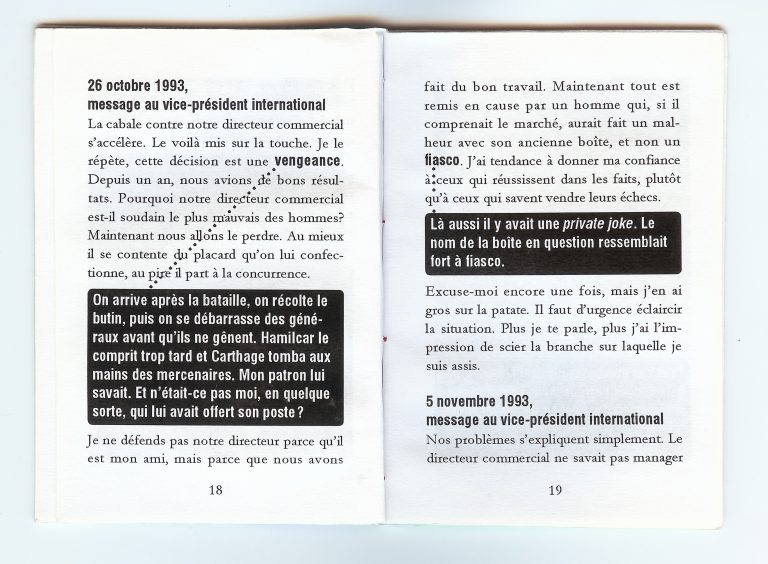 26 octobre 1993,
message au vice-président international
La cabale contre notre directeur commercial
s'accélère. Le voilà mis sur la touche. Je le
répète, cette décision est une vengeance.
Depuis un an, nous avions de bons résul-
tats. Pourquoi notre directeur commercial
est-il soudain le plus mauvais des hommes?
Maintenant nous allons le perdre. Au mieux
il se contente du placard qu'on lui confec-
tionne, au pire il part à la concurrence.
On arrive après la bataille, on récolte le
butin, puis on se débarrasse des géné-
raux avant qu'ils ne gênent. Hamilcar le
comprit trop tard et Carthage tomba aux
mains des mercenaires. Mon patron lui
savait. Et n'était-ce pas moi, en quelque
sorte, qui lui avait offert son poste ?
Je ne défends pas notre directeur parce qu'il
est mon ami, mais parce que nous avons
18
fait du bon travail. Maintenant tout est
remis en cause par un homme qui, si il
comprenait le marché, aurait fait un mal-
heur avec son ancienne boîte, et non un
fiasco. J'ai tendance à donner ma confiance
à ceux qui réussissent dans les faits, plutôt
qu'à ceux qui savent vendre leurs échecs.
Là aussi il y avait une private joke. Le
nom de la boîte en question ressemblait
fort à fiasco.
Excuse-moi encore une fois, mais j'en ai
gros sur la patate. Il faut d'urgence éclaircir
la situation. Plus je te parle, plus j'ai l'im-
pression de scier la branche sur laquelle je
suis assis.
5 novembre 1993,
message au vice-président international
Nos problèmes s'expliquent simplement. Le
directeur commercial ne savait pas manager
19